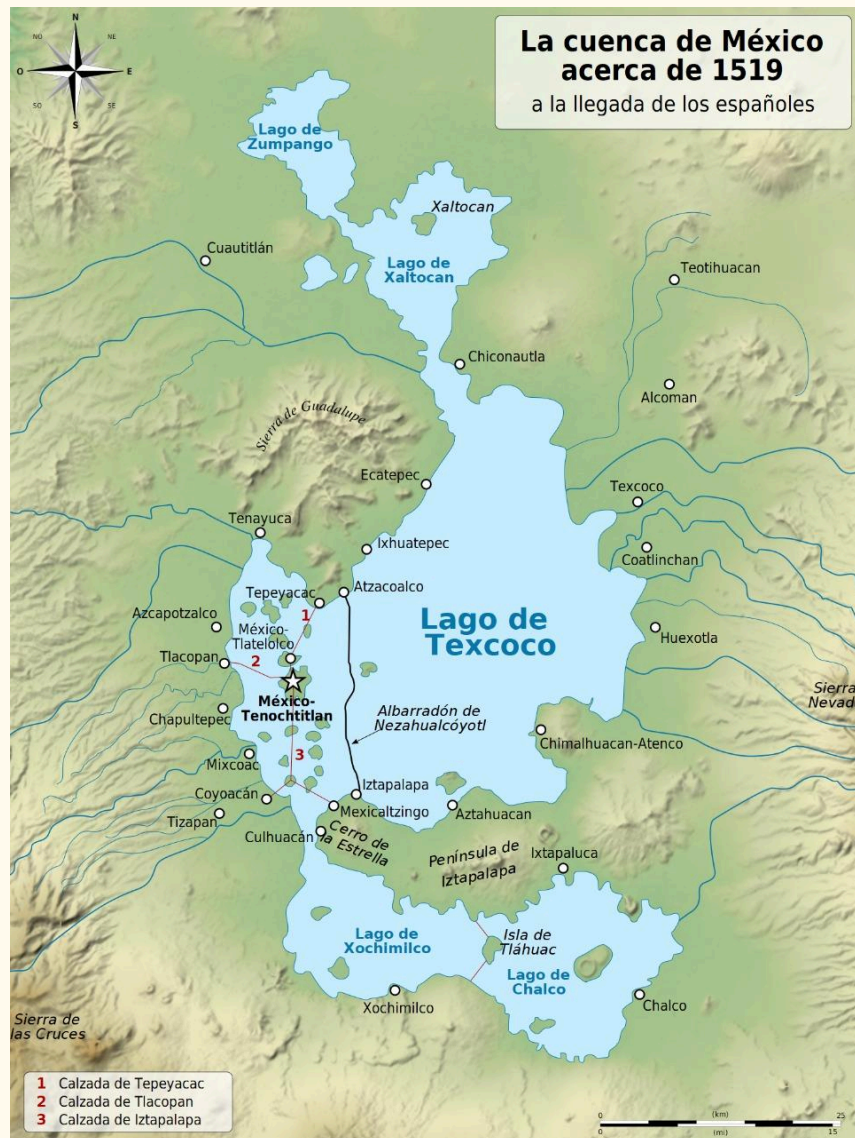 La cuenca de México
acerca de 1519
a la llegada de los españoles
N
NO
NE
O
E
SO
SE
S
Lago de
Zumpango
Xaltocan
Cuautitlán
Lago de
Xaltocan
Teotihuacan
Chiconautla
Alcoman
Sierra de Guadalupe
Ecatepec
Texcoco
Tenayuca
Ixhuatepec
Coatlinchan
Tepeyacac
Atzacoalco
1
Azcapotzalco
México-
Tlatelolco
Lago de
Texcoco
Huexotla
Tlacopan
2
México-
Tenochtitlan
Sierra
Nevad
Chapultepec
Albarradón de
Nezahualcóyotl
Chimalhuacan-Atenco
3
Mixcoac
Iztapalapa
Coyoacán
Mexicaltzingo
Aztahuacan
Tizapan
Culhuacán
Cerro de
la Estrella
Península de
Iztapalapa
Ixtapaluca
Lago de
Xochimilco
Isla de
Tláhuac
Lago de
Chalco
Xochimilco
Chalco
Sierra de
las Cruces
1 Calzada de Tepeyacac
2 Calzada de Tlacopan
3 Calzada de Iztapalapa
0 (km) 25
0 (mi) 15